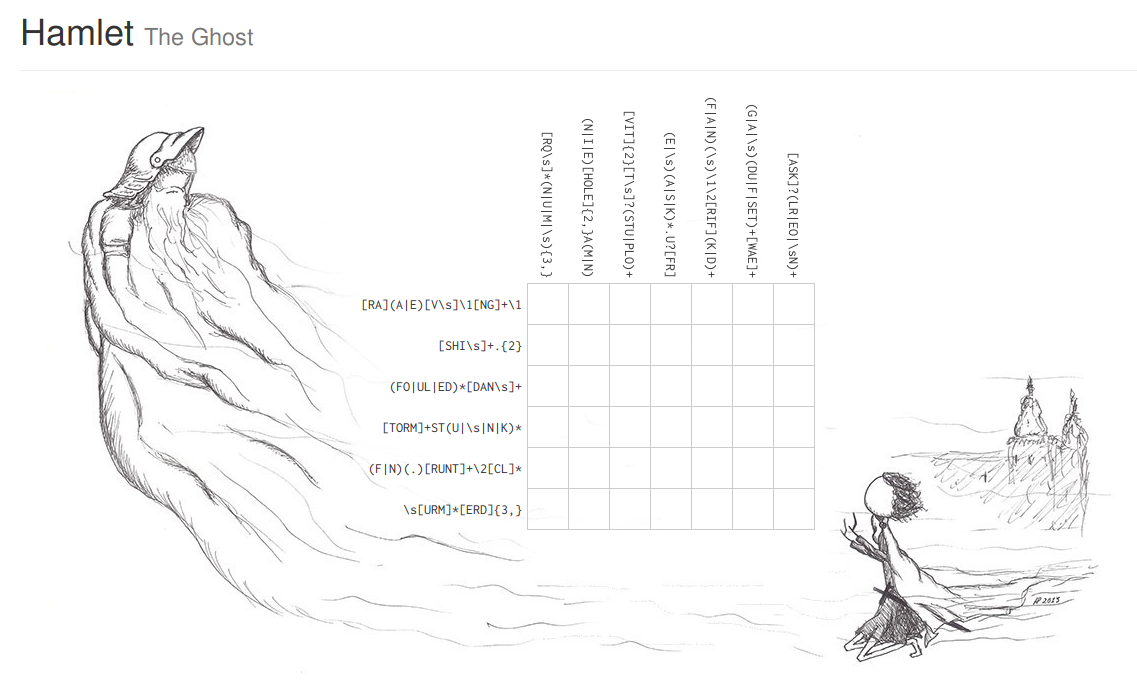 Hamlet The Ghost
[RQ\s]*(N|U|M|\s){3,}
(N|I|E)[HOLE]{2,}A(M|N)
[VIT]{2}[T\s]?(STU|PLO)+
(E|\s)(A|S|K)*.U?[FR]
(F|A|N)(\s)\1\2[RIF](K|D)+
(G|A|\s)(DU|F|SET)+[WAE]+
[ASK]?(LR|EO|\sN)+
[RA](A|E)[V\s]\1[NG]+\1
[SHI\s]+.{2}
(FO|UL|ED)*[DAN\s]+
[TORM]+ST(U|\s|N|K)*
(F|N)(.)[RUNT]+\2[CL]*
\s[URM]*[ERD]{3,}
2013